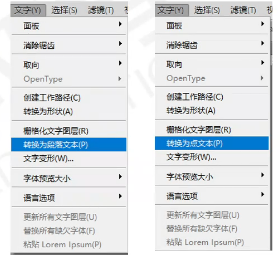 文字(Y) 选择(S) 滤镜(T)
面板
消除锯齿
取向
OpenType
创建工作路径(C)
转换为形状(A)
栅格化文字图层(R)
转换为段落文本(P)
文字变形(W)...
字体预览大小
语言选项
更新所有文字图层(U)
替换所有缺欠字体(F)
粘贴 Lorem Ipsum(P)
文字(Y) 选择(S) 滤镜(T)
面板
消除锯齿
取向
OpenType
创建工作路径(C)
转换为形状(A)
栅格化文字图层(R)
转换为点文本(P)
文字变形(W)...
字体预览大小
语言选项
更新所有文字图层(U)
替换所有缺欠字体(F)
粘贴 Lorem Ipsum(P)